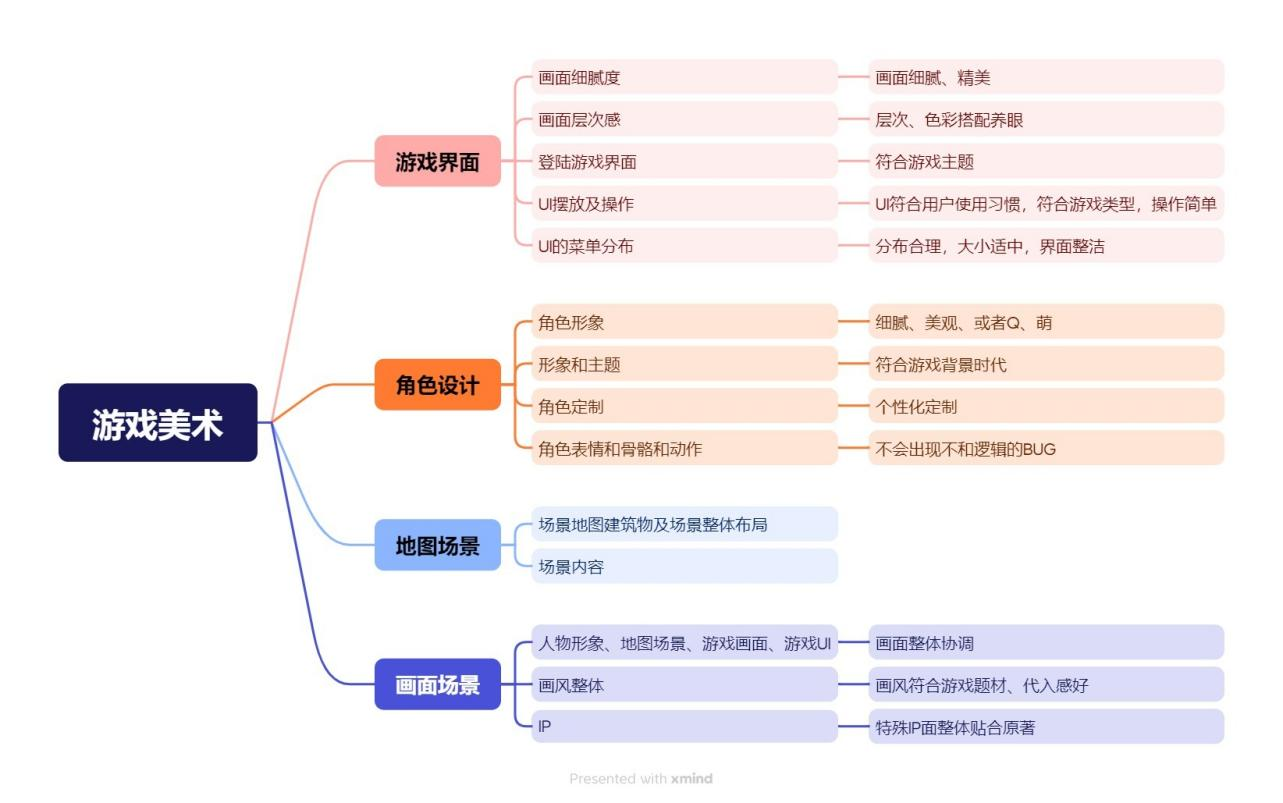 游戏美术
游戏界面
画面细腻度
画面细腻、精美
画面层次感
层次、色彩搭配养眼
登陆游戏界面
符合游戏主题
UI摆放及操作
UI符合用户使用习惯，符合游戏类型，操作简单
UI的菜单分布
分布合理，大小适中，界面整洁
角色设计
角色形象
细腻、美观、或者Q、萌
形象和主题
符合游戏背景时代
角色定制
个性化定制
角色表情和骨骼和动作
不会出现不和逻辑的BUG
地图场景
场景地图建筑物及场景整体布局
场景内容
画面场景
人物形象、地图场景、游戏画面、游戏UI
画面整体协调
画风整体
画风符合游戏题材、代入感好
IP
特殊IP面整体贴合原著
Presented with xmind